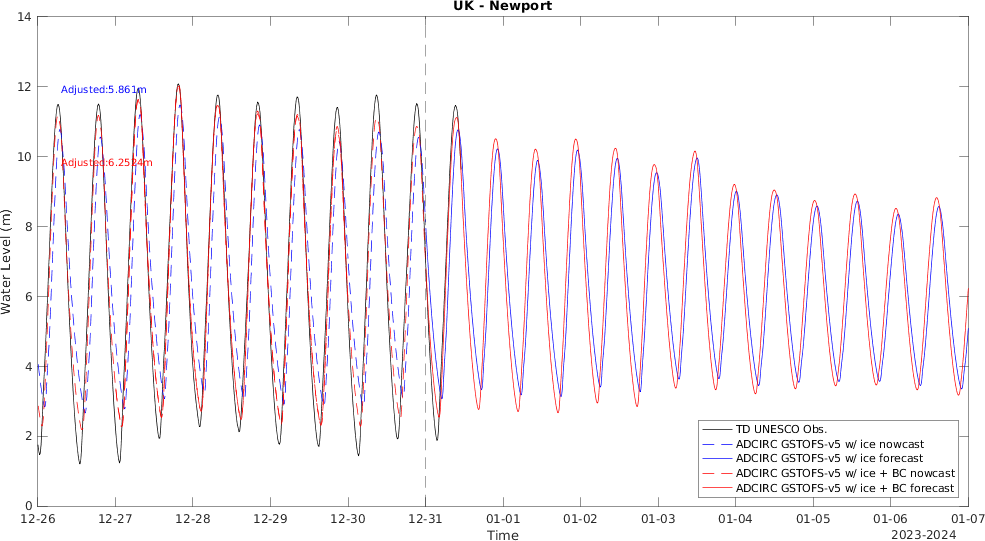 UK - Newport
Water Level (m)
14
12
10
8
6
4
2
0
Adjusted:5.861m
Adjusted:6.2524m
TD UNESCO Obs.
ADCIRC GSTOFS-v5 w/ ice nowcast
ADCIRC GSTOFS-v5 w/ ice forecast
ADCIRC GSTOFS-v5 w/ ice + BC nowcast
ADCIRC GSTOFS-v5 w/ ice + BC forecast
12-26 12-27 12-28 12-29 12-30 12-31 01-01 01-02 01-03 01-04 01-05 01-06 01-07
Time
2023-2024